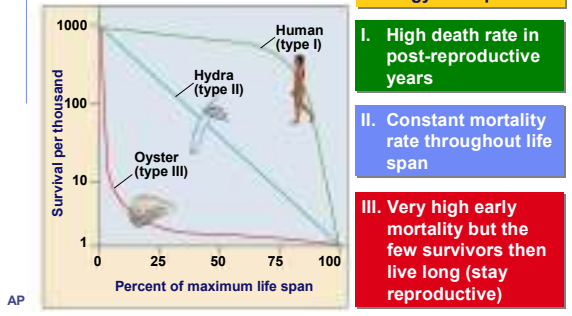 I. High death rate in
post-reproductive
years
II. Constant mortality
rate throughout life
span
III. Very high early
mortality but the
few survivors then
live long (stay
reproductive)
Survival per thousand
1000
100
10
1
Human
(type I)
Hydra
(type II)
Oyster
(type III)
0 25 50 75 100
Percent of maximum life span
AP